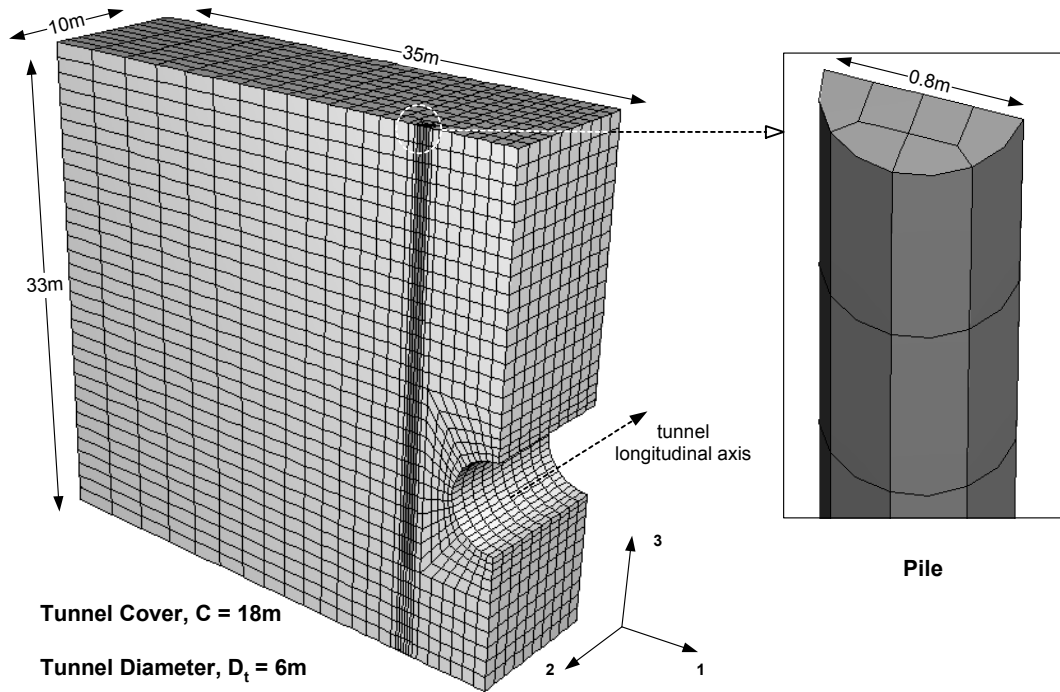 10m
35m
0.8m
33m
tunnel
longitudinal axis
3
Pile
Tunnel Cover, C = 18m
2
1
Tunnel Diameter, Dt = 6m